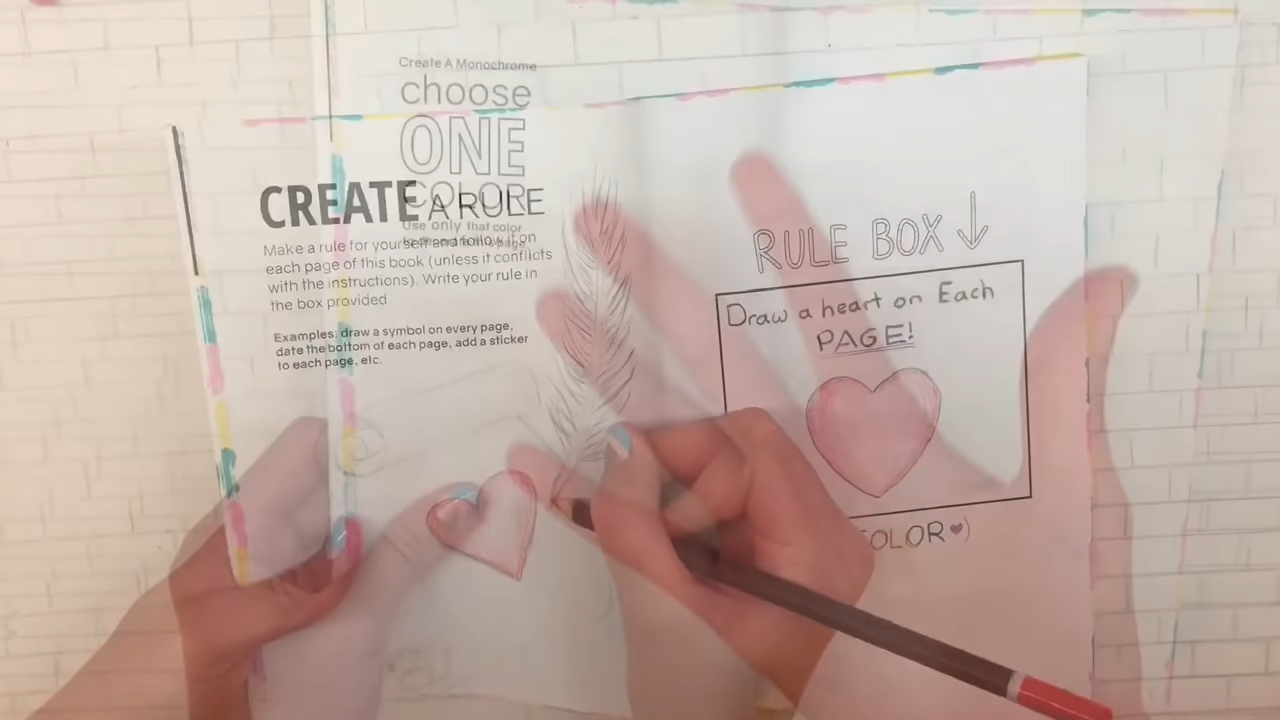 Create A Monochrome
choose
ONE
COLOR
Use only that color
CREATE A RULE
Make a rule for yourself and follow it on
each page of this book (unless it conflicts
with the instructions). Write your rule in
the box provided.
Examples: draw a symbol on every page,
date the bottom of each page, add a sticker
to each page, etc.
RULE BOX
Draw a heart on Each
PAGE!
COLOR ♥)